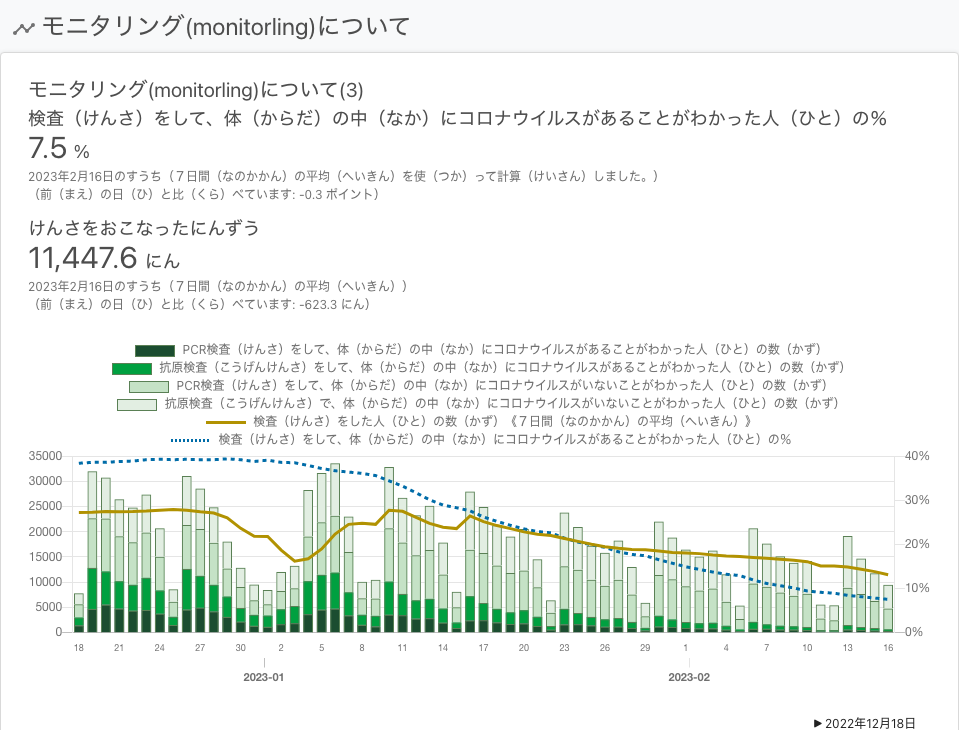 モニタリング(monitorling)について
モニタリング(monitorling)について(3)
検査（けんさ）をして、体（からだ）の中（なか）にコロナウイルスがあることがわかった人（ひと）の％
7.5 %
2023年2月16日のすうち（７日間（なのかかん）の平均（へいきん）を使（つか）って計算（けいさん）しました。）
（前（まえ）の日（ひ）と比（くら）べています: -0.3 ポイント）
けんさをおこなったにんずう
11,447.6 にん
2023年2月16日のすうち（７日間（なのかかん）の平均（へいきん））
（前（まえ）の日（ひ）と比（くら）べています: -623.3 にん）
PCR検査（けんさ）をして、体（からだ）の中（なか）にコロナウイルスがあることがわかった人（ひと）の数（かず）
抗原検査（こうげんけんさ）をして、体（からだ）の中（なか）にコロナウイルスがあることがわかった人（ひと）の数（かず）
PCR検査（けんさ）をして、体（からだ）の中（なか）にコロナウイルスがいないことがわかった人（ひと）の数（かず）
抗原検査（こうげんけんさ）で、体（からだ）の中（なか）にコロナウイルスがいないことがわかった人（ひと）の数（かず）
検査（けんさ）をした人（ひと）の数（かず）《７日間（なのかかん）の平均（へいきん）》
検査（けんさ）をして、体（からだ）の中（なか）にコロナウイルスがあることがわかった人（ひと）の％
35000 40%
30000
25000 30%
20000
15000 20%
10000 10%
5000
0 0%
18 21 24 27 30 2 5 8 11 14 17 20 23 26 29 1 4 7 10 13 16
2023-01 2023-02
▶2022年12月18日